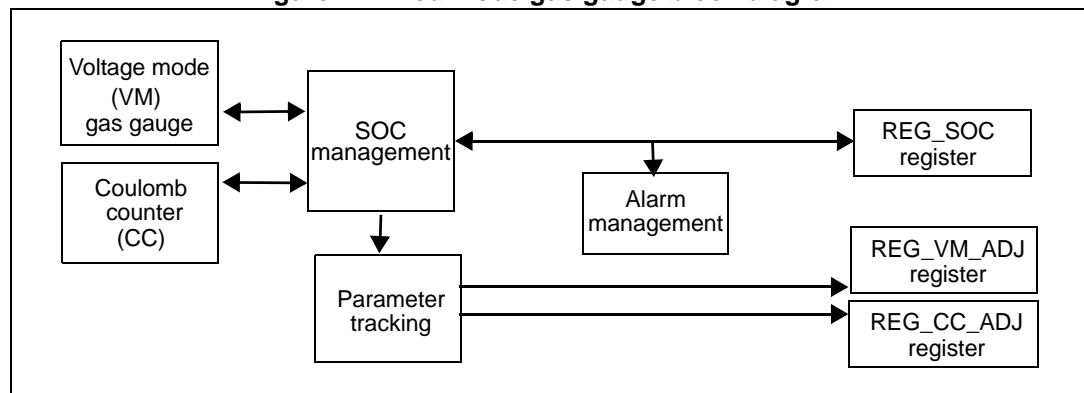 Voltage mode
(VM)
gas gauge
SOC
management
REG_SOC
register
Coulomb
counter
(CC)
Alarm
management
Parameter
tracking
REG_VM_ADJ
register
REG_CC_ADJ
register